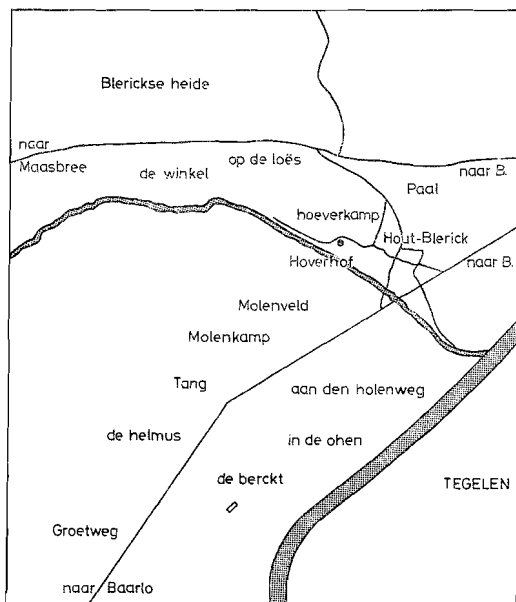 Blerickse heide
naar
Maasbree
de winkel
op de loës
naar B.
Paal
hoeverkamp
Hout-Blerick
Hoverhof
naar B.
Molenveld
Molenkamp
Tang
aan den holenweg
de helmus
in de ohen
de berckt
TEGELEN
Groetweg
naar Baarlo